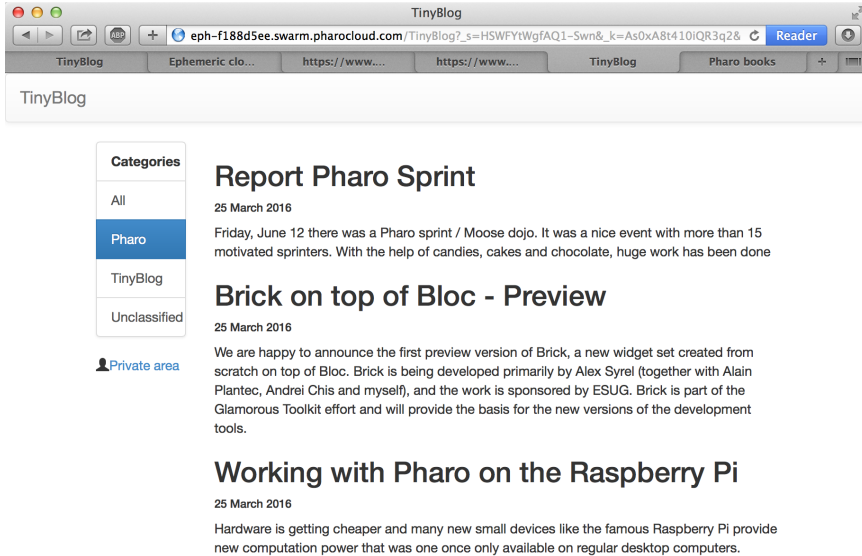 TinyBlog
ABP
eph-f188d5ee.swarm.pharocloud.com/TinyBlog?_s=HSWFYtWgfAQ1-Swn&_k=As0xA8t410iQR3q2&
Reader
TinyBlog
Ephemeric clo...
https://www....
https://www....
TinyBlog
Pharo books
TinyBlog
Categories
All
Pharo
TinyBlog
Unclassified
Private area
Report Pharo Sprint
25 March 2016
Friday, June 12 there was a Pharo sprint / Moose dojo. It was a nice event with more than 15
motivated sprinters. With the help of candies, cakes and chocolate, huge work has been done
Brick on top of Bloc - Preview
25 March 2016
We are happy to announce the first preview version of Brick, a new widget set created from
scratch on top of Bloc. Brick is being developed primarily by Alex Syrel (together with Alain
Plantec, Andrei Chis and myself), and the work is sponsored by ESUG. Brick is part of the
Glamorous Toolkit effort and will provide the basis for the new versions of the development
tools.
Working with Pharo on the Raspberry Pi
25 March 2016
Hardware is getting cheaper and many new small devices like the famous Raspberry Pi provide
new computation power that was one once only available on regular desktop computers.